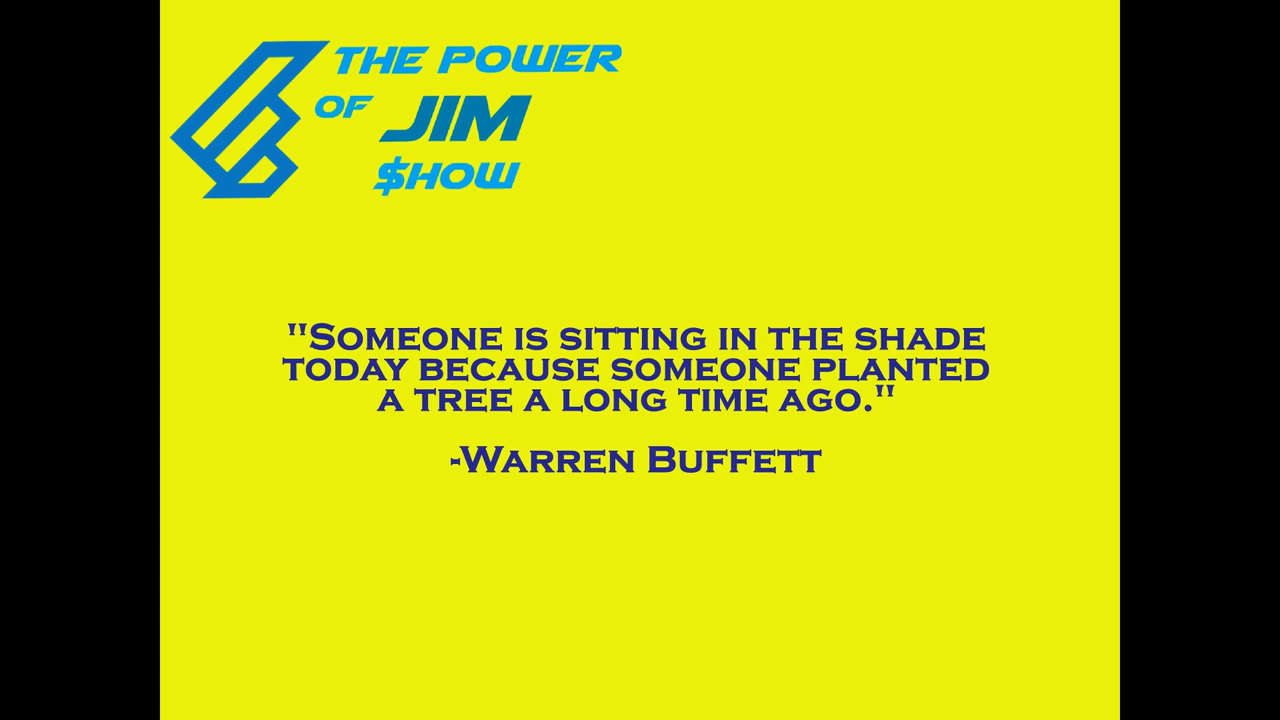 THE POWER
OF JIM
$HOW
"SOMEONE IS SITTING IN THE SHADE
TODAY BECAUSE SOMEONE PLANTED
A TREE A LONG TIME AGO."
-WARREN BUFFETT